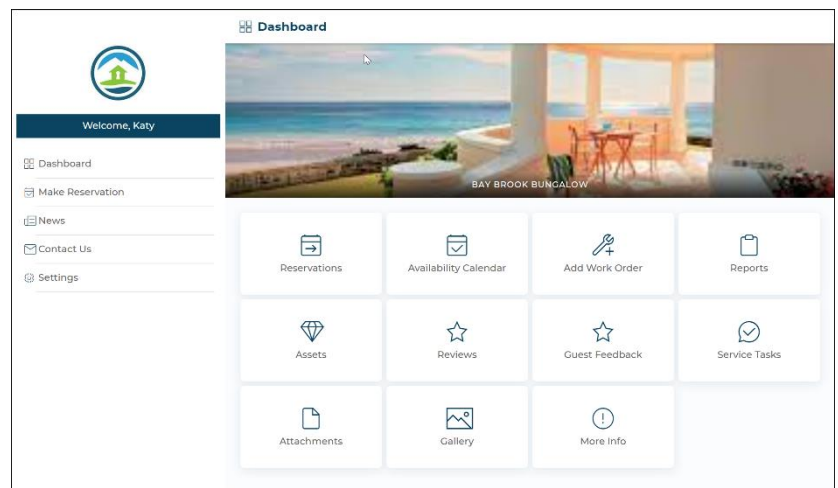 Dashboard
Welcome, Katy
Dashboard
Make Reservation
News
Contact Us
Settings
BAY BROOK BUNGALOW
Reservations
Availability Calendar
Add Work Order
Reports
Assets
Reviews
Guest Feedback
Service Tasks
Attachments
Gallery
More Info